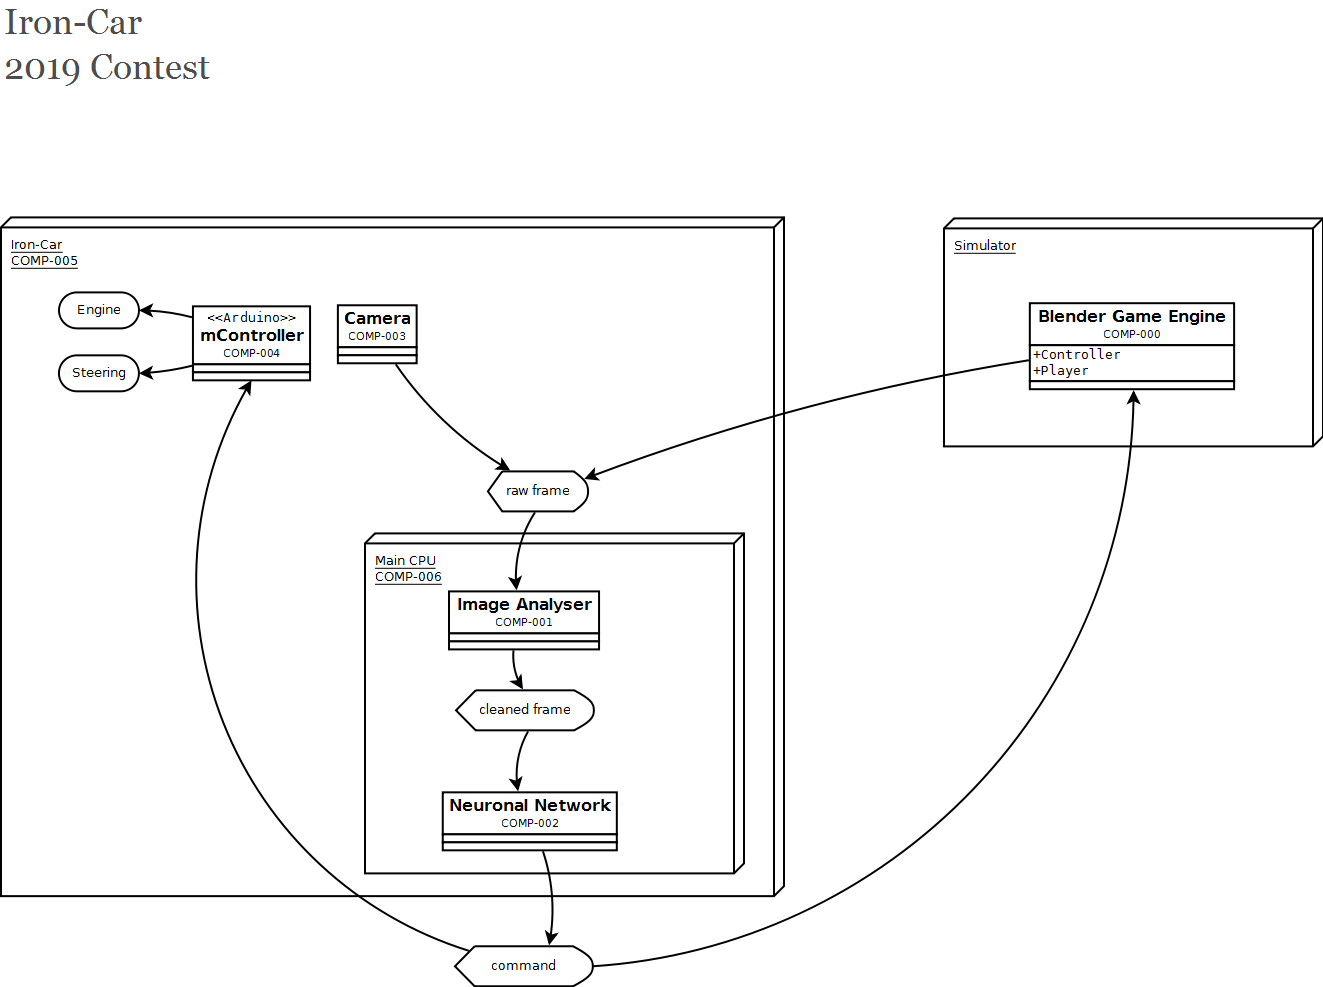 Iron-Car
2019 Contest
Iron-Car
COMP-005
Engine
Steering
<<Arduino>>
mController
COMP-004
Camera
COMP-003
raw frame
Main CPU
COMP-006
Image Analyser
COMP-001
cleaned frame
Neuronal Network
COMP-002
command
Simulator
Blender Game Engine
COMP-000
+Controller
+Player